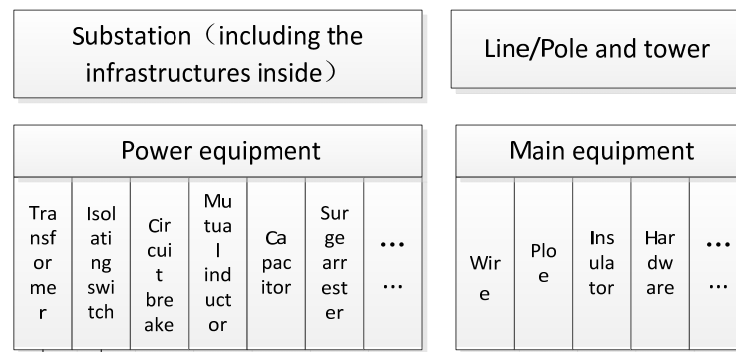 Substation（including the
infrastructures inside）
Line/Pole and tower
Power equipment
Tra
nsf
or
me
r
Isol
ati
ng
swi
tch
Cir
cui
t
bre
ake
Mu
tua
l
ind
uct
or
Ca
pac
itor
Sur
ge
arr
est
er
...
...
Main equipment
Wir
e
Plo
e
Ins
ula
tor
Har
dw
are
...
...